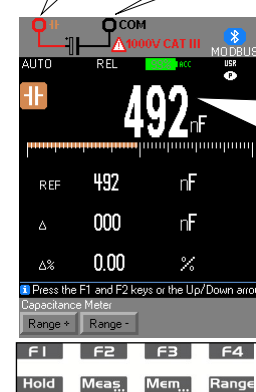 COM
1000V CAT III
MODBUS
AUTO REL ACC USR
P
492 nF
REF 492 nF
Δ 000 nF
Δ% 0.00 %
Press the F1 and F2 keys or the Up/Down arro
Capacitance Meter
Range + Range -
F1 F2 F3 F4
Hold Meas... Mem... Range